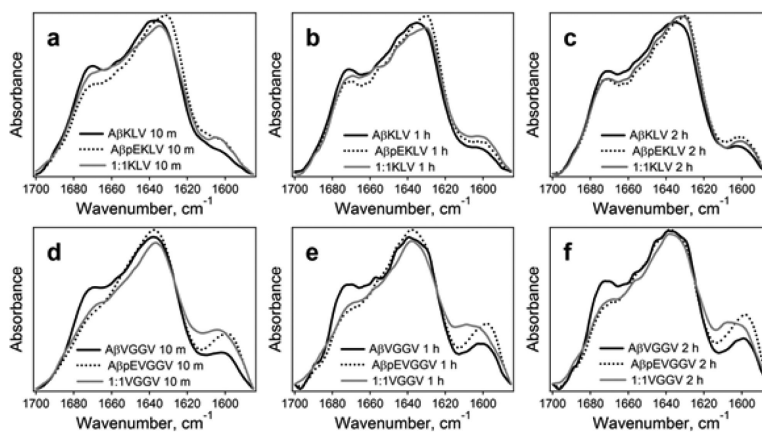 a
Absorbance
AβKLV 10 m
AβpEKLV 10 m
1:1KLV 10 m
1700 1680 1660 1640 1620 1600
Wavenumber, cm-1
b
Absorbance
AβKLV 1 h
AβpEKLV 1 h
1:1KLV 1 h
1700 1680 1660 1640 1620 1600
Wavenumber, cm-1
c
Absorbance
AβKLV 2 h
AβpEKLV 2 h
1:1KLV 2 h
1700 1680 1660 1640 1620 1600
Wavenumber, cm-1
d
Absorbance
AβVGGV 10 m
AβpEVGGV 10 m
1:1VGGV 10 m
1700 1680 1660 1640 1620 1600
Wavenumber, cm-1
e
Absorbance
AβVGGV 1 h
AβpEVGGV 1 h
1:1VGGV 1 h
1700 1680 1660 1640 1620 1600
Wavenumber, cm-1
f
Absorbance
AβVGGV 2 h
AβpEVGGV 2 h
1:1VGGV 2 h
1700 1680 1660 1640 1620 1600
Wavenumber, cm-1